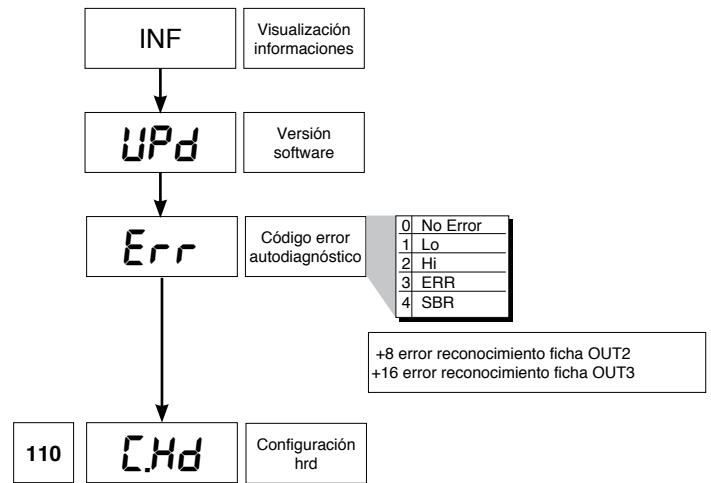 INF
Visualización
informaciones
UPd
Versión
software
Err
Código error
autodiagnóstico
0 No Error
1 Lo
2 Hi
3 ERR
4 SBR
+8 error reconocimiento ficha OUT2
+16 error reconocimiento ficha OUT3
110
C.Hd
Configuración
hrd